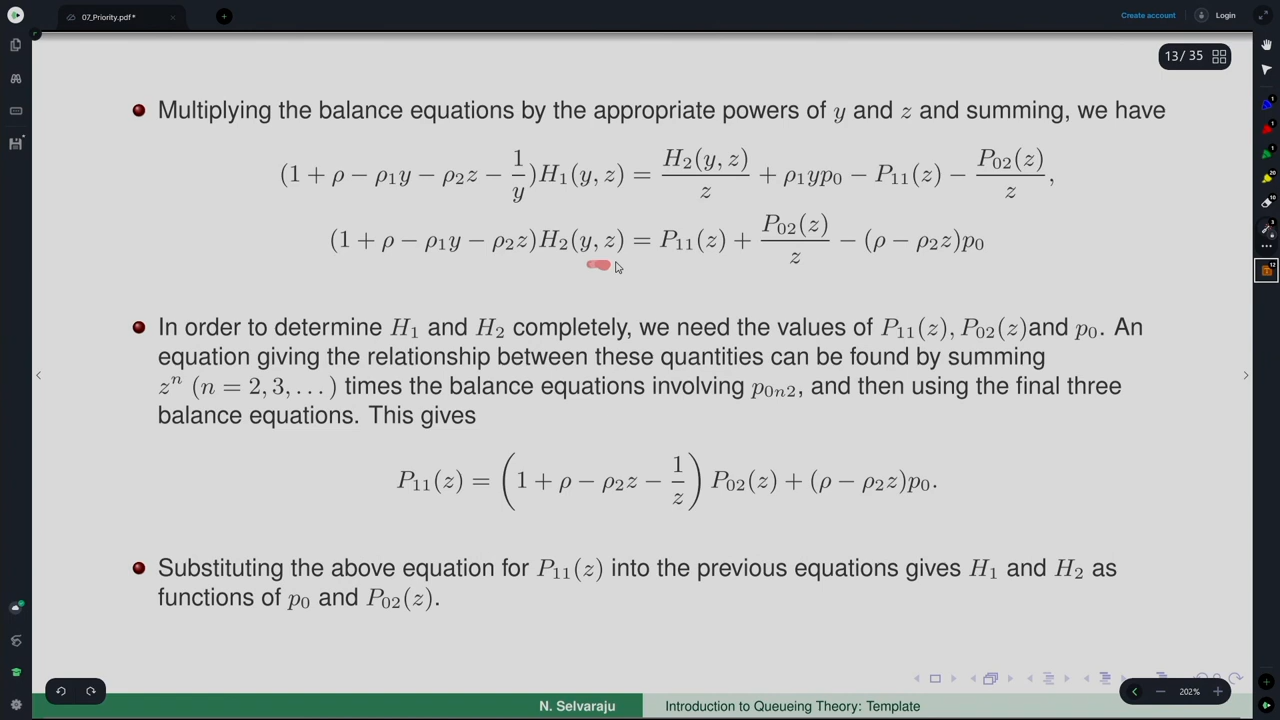 07_Priority.pdf*
Create account
Login
13 / 35
Multiplying the balance equations by the appropriate powers of y and z and summing, we have
(1 + ρ − ρ₁y − ρ₂z − 1/y)H₁(y, z) = H₂(y, z)/z + ρ₁yp₀ − P₁₁(z) − P₀₂(z)/z,
(1 + ρ − ρ₁y − ρ₂z)H₂(y, z) = P₁₁(z) + P₀₂(z)/z − (ρ − ρ₂z)p₀
In order to determine H₁ and H₂ completely, we need the values of P₁₁(z), P₀₂(z)and p₀. An
equation giving the relationship between these quantities can be found by summing
zⁿ (n = 2, 3, . . . ) times the balance equations involving p₀ₙ₂, and then using the final three
balance equations. This gives
P₁₁(z) = (1 + ρ − ρ₂z − 1/z) P₀₂(z) + (ρ − ρ₂z)p₀.
Substituting the above equation for P₁₁(z) into the previous equations gives H₁ and H₂ as
functions of p₀ and P₀₂(z).
202%
N. Selvaraju
Introduction to Queueing Theory: Template